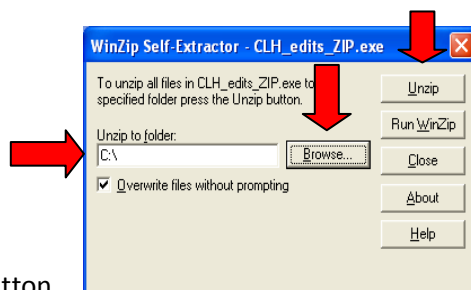 WinZip Self-Extractor - CLH_edits_ZIP.exe
To unzip all files in CLH_edits_ZIP.exe to
specified folder press the Unzip button.
Unzip
Run WinZip
Unzip to folder:
C:\
Browse...
Close
Overwrite files without prompting
About
Help